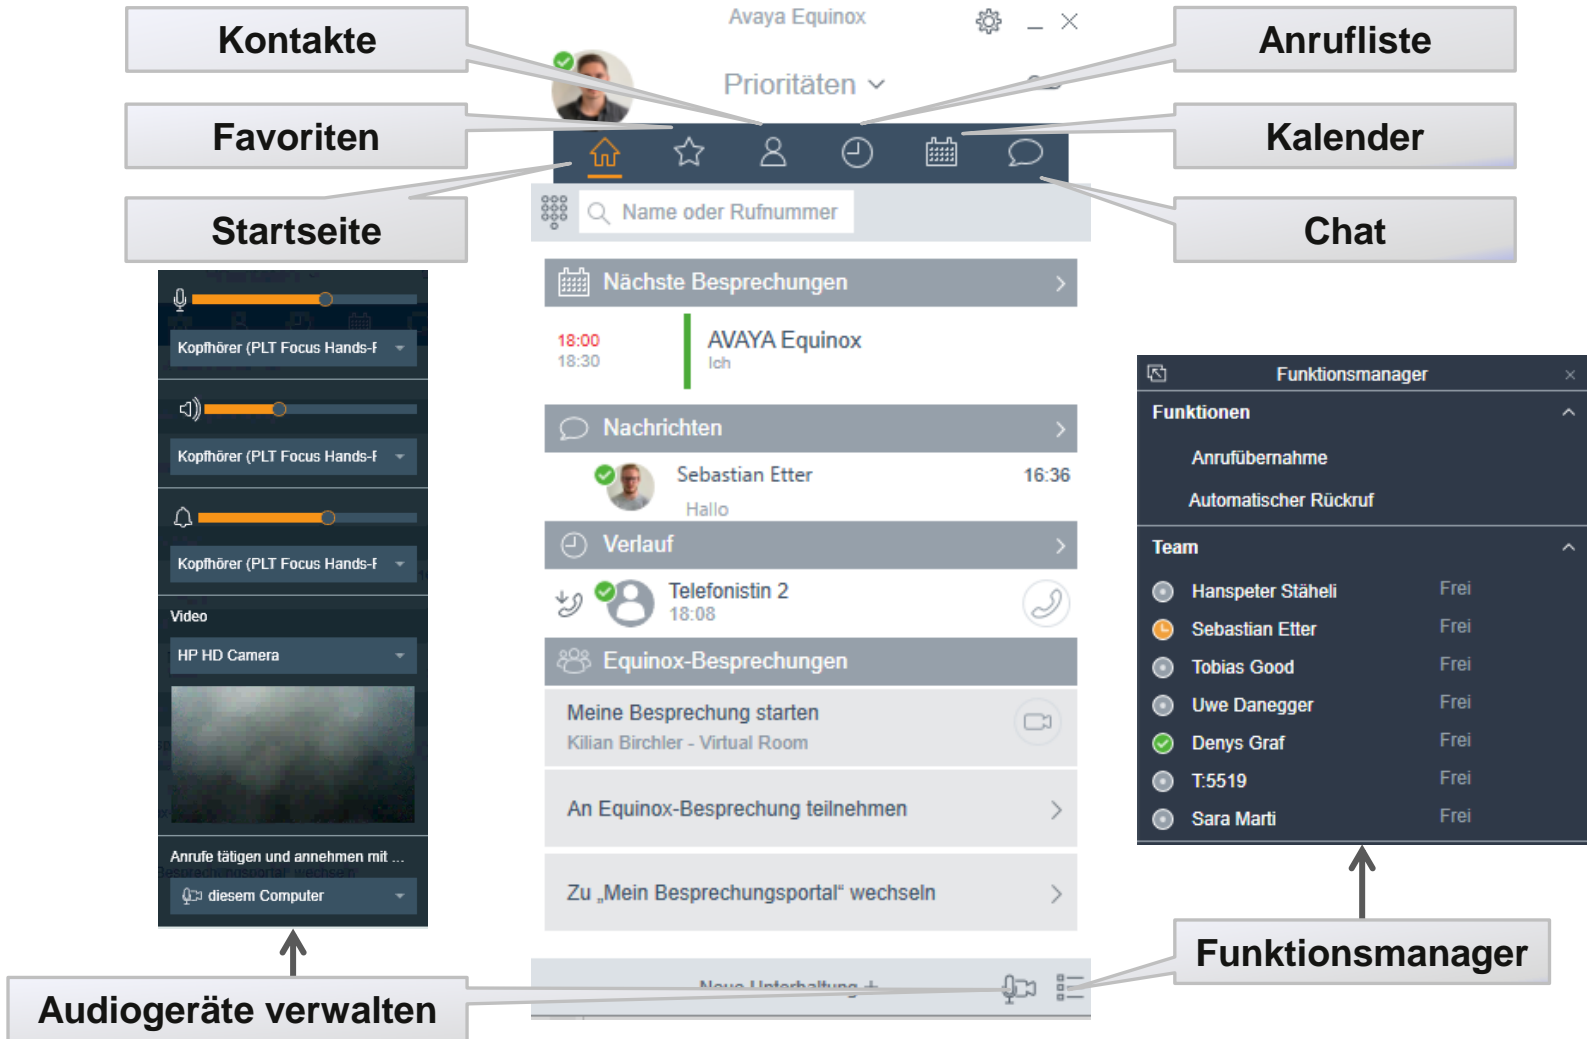 Kontakte
Favoriten
Startseite
Avaya Equinox
Prioritäten
Anrufliste
Kalender
Chat
Name oder Rufnummer
Nächste Besprechungen
18:00
18:30
AVAYA Equinox
Ich
Nachrichten
Sebastian Etter
16:36
Hallo
Verlauf
Telefonistin 2
18:08
Equinox-Besprechungen
Meine Besprechung starten
Kilian Birchler - Virtual Room
An Equinox-Besprechung teilnehmen
Zu „Mein Besprechungsportal“ wechseln
Neue Unterhaltung +
Kopfhörer (PLT Focus Hands-F
Kopfhörer (PLT Focus Hands-F
Kopfhörer (PLT Focus Hands-F
Video
HP HD Camera
Anrufe tätigen und annehmen mit ...
diesem Computer
Audiogeräte verwalten
Funktionsmanager
Funktionen
Anrufübernahme
Automatischer Rückruf
Team
Hanspeter Stäheli Frei
Sebastian Etter Frei
Tobias Good Frei
Uwe Danegger Frei
Denys Graf Frei
T:5519 Frei
Sara Marti Frei
Funktionsmanager